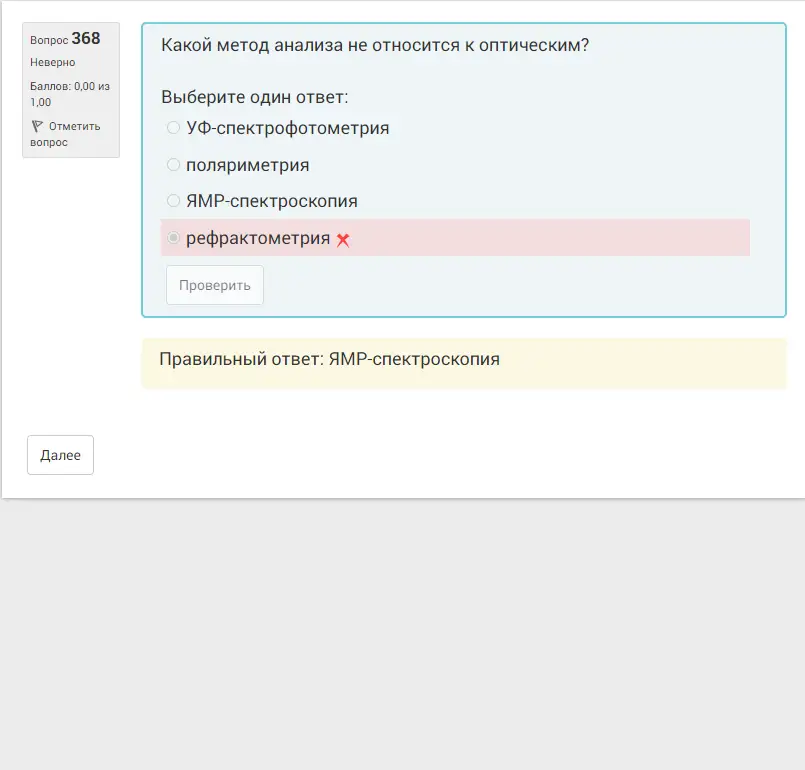 Вопрос 368
Неверно
Баллов: 0,00 из
1,00
Отметить
вопрос
Какой метод анализа не относится к оптическим?
Выберите один ответ:
УФ-спектрофотометрия
поляриметрия
ЯМР-спектроскопия
рефрактометрия
Проверить
Правильный ответ: ЯМР-спектроскопия
Далее